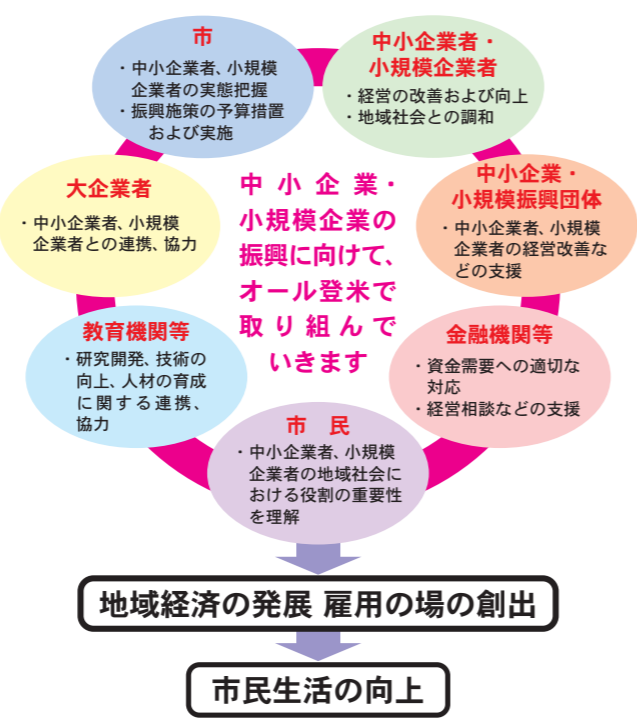 市
・中小企業者、小規模
企業者の実態把握
・振興施策の予算措置
および実施
中小企業者・
小規模企業者
・経営の改善および向上
・地域社会との調和
大企業者
・中小企業者、小規模
企業者との連携、協力
中小企業・
小規模企業の
振興に向けて、
オール登米で
取り組んで
いきます
中小企業・
小規模振興団体
・中小企業者、小規模
企業者の経営改善な
どの支援
教育機関等
・研究開発、技術の
向上、人材の育成
に関する連携、
協力
金融機関等
・資金需要への適切な
対応
・経営相談などの支援
市　民
・中小企業者、小規模
企業者の地域社会に
おける役割の重要性
を理解
地域経済の発展 雇用の場の創出
市民生活の向上